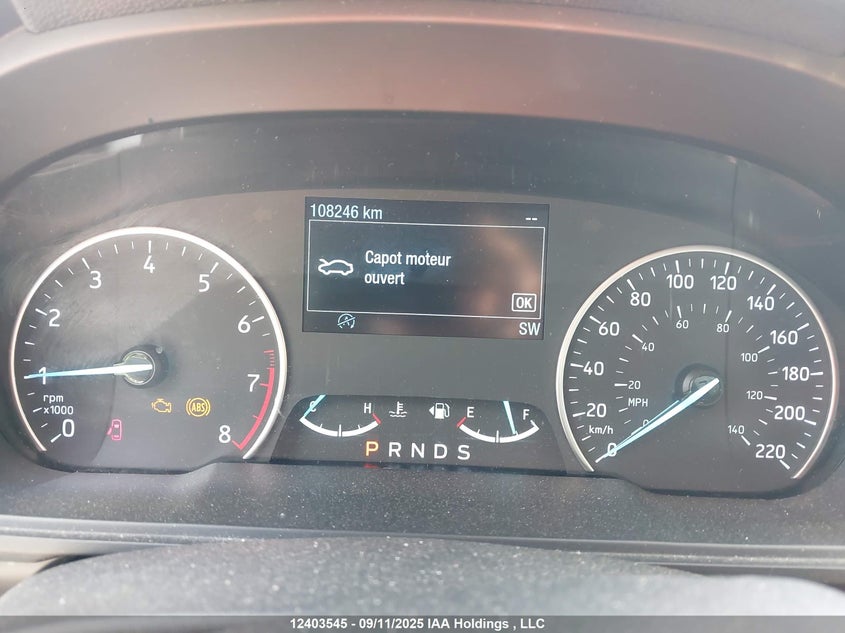 108246 km
--
Capot moteur
ouvert
OK
SW
0 1 2 3 4 5 6 7 8
rpm
x1000
ABS
C H
E F
P R N D S
0 20 40 60 80 100 120 140 160 180 200 220
km/h
0 20 40 60 80 100 120 140
MPH
12403545 - 09/11/2025 IAA Holdings , LLC